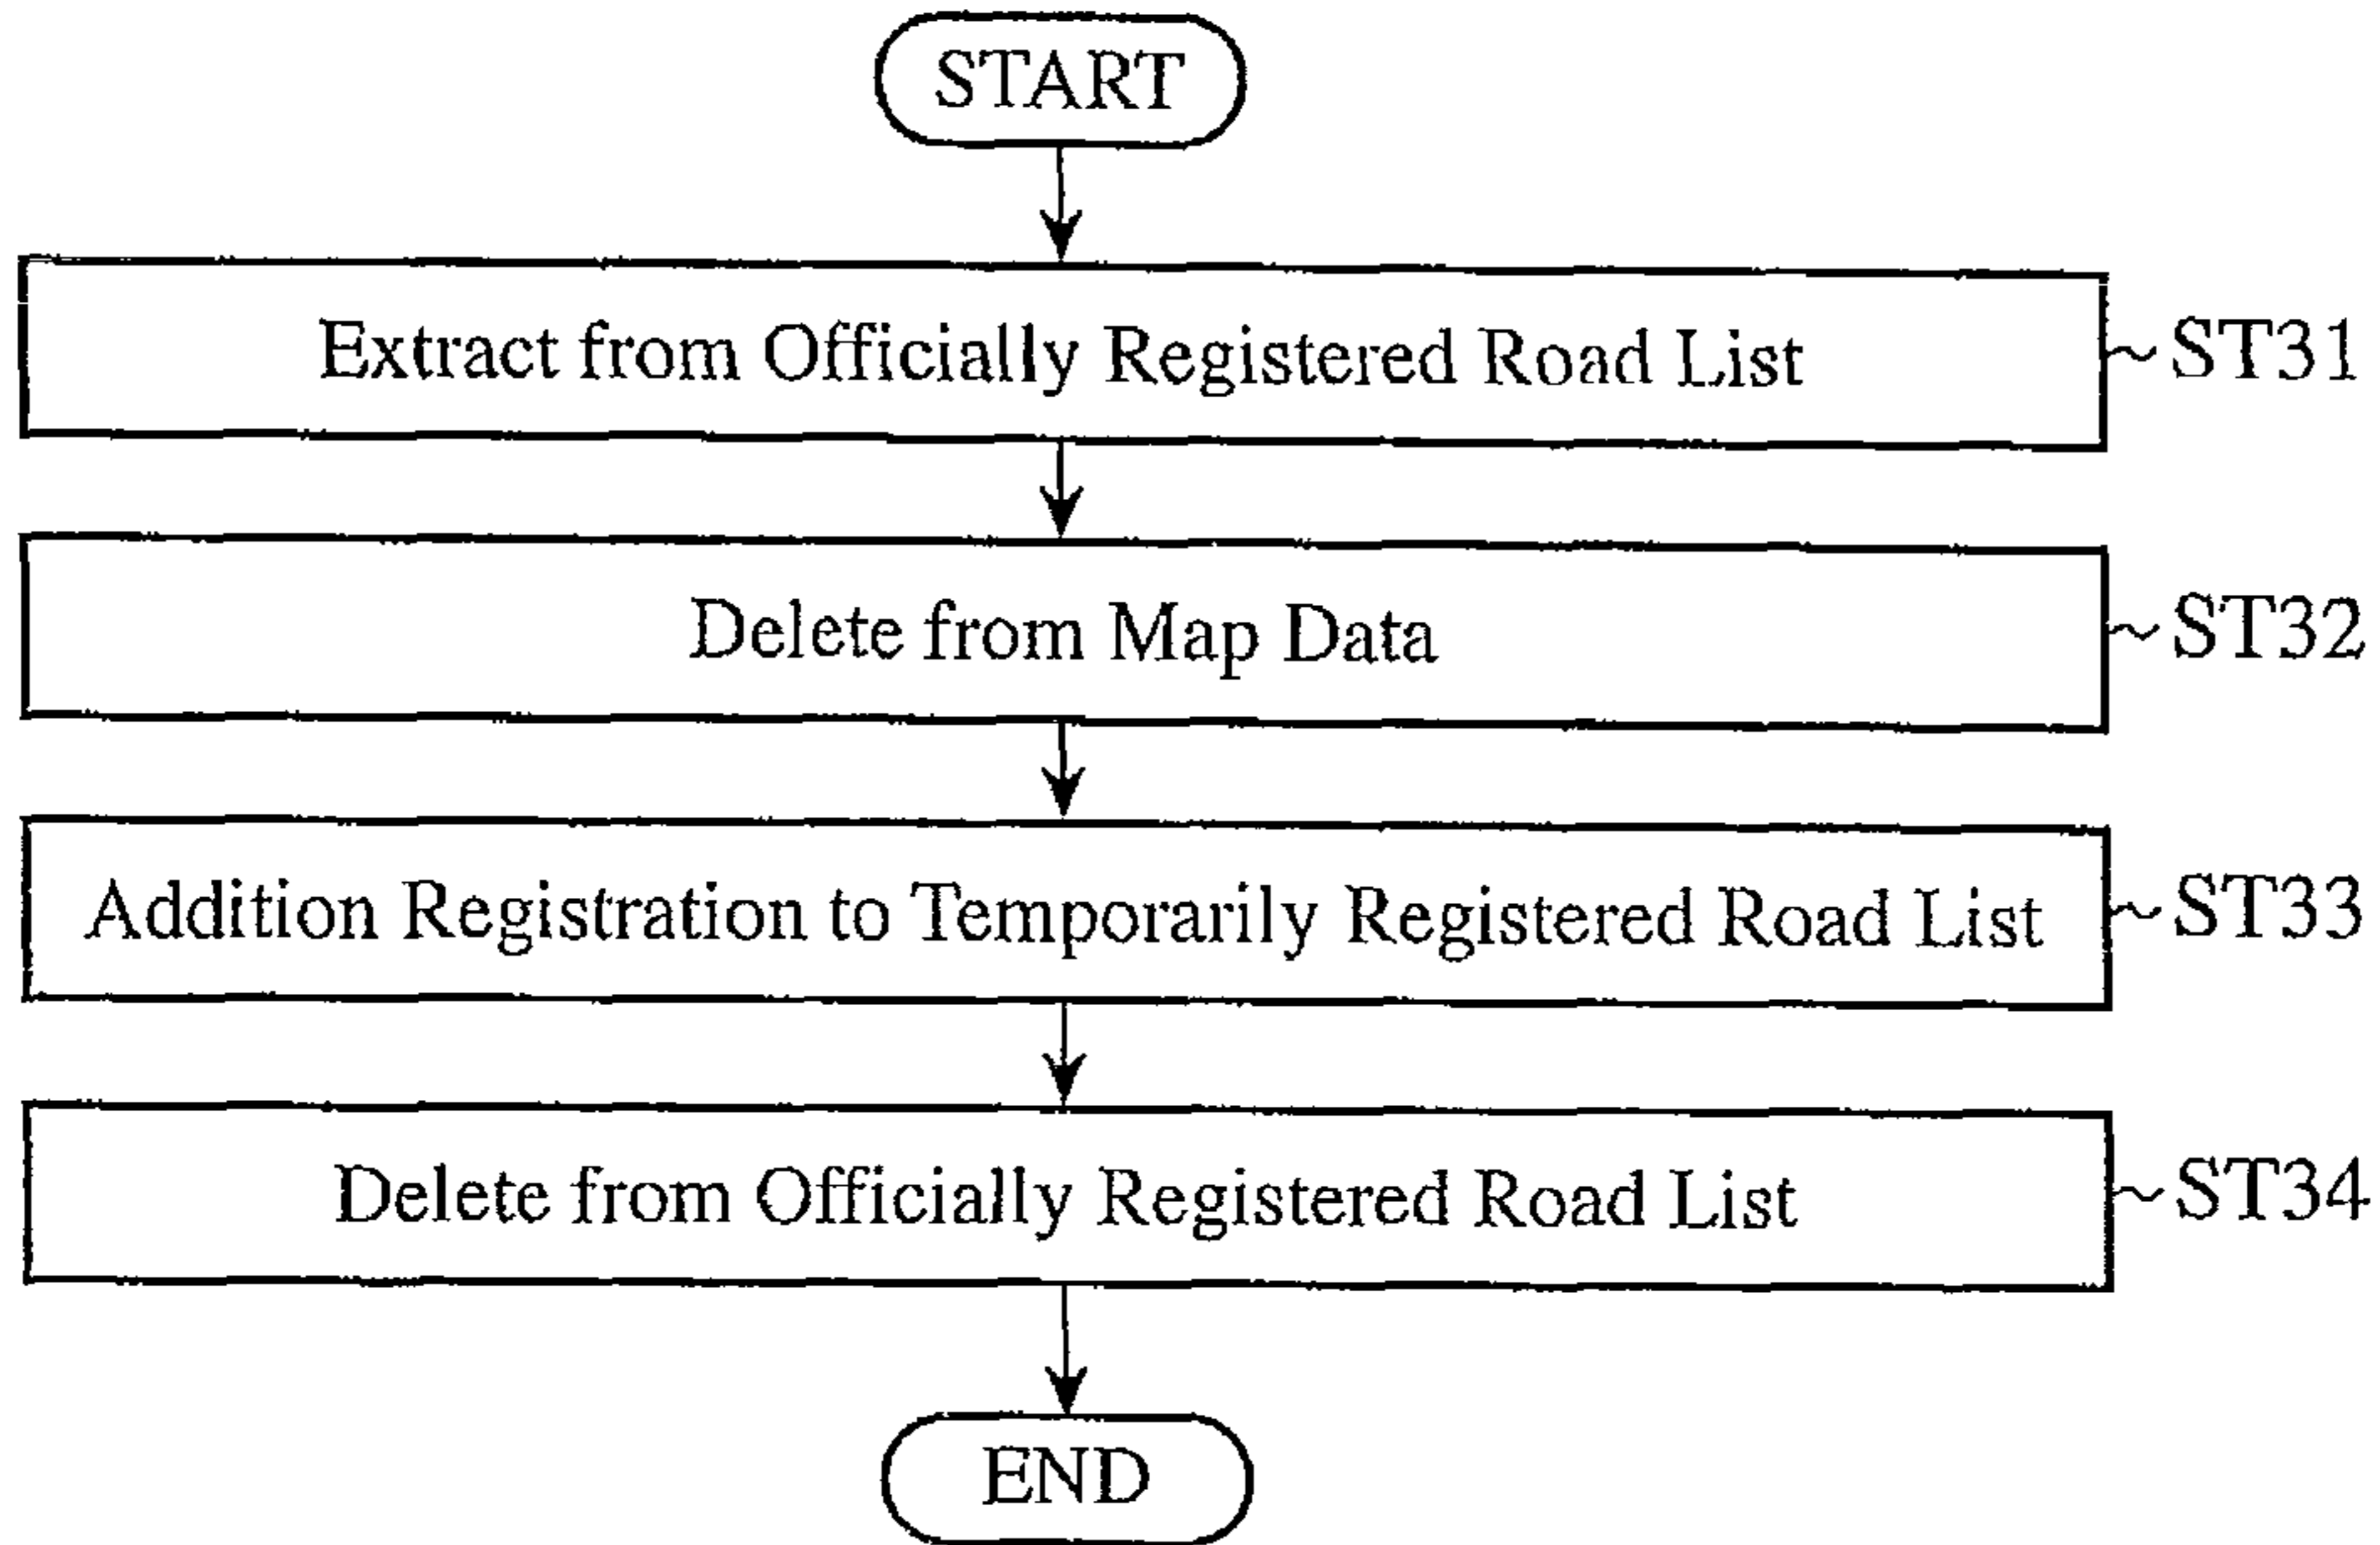 START
Extract from Officially Registered Road List
ST31
Delete from Map Data
ST32
Addition Registration to Temporarily Registered Road List
ST33
Delete from Officially Registered Road List
ST34
END